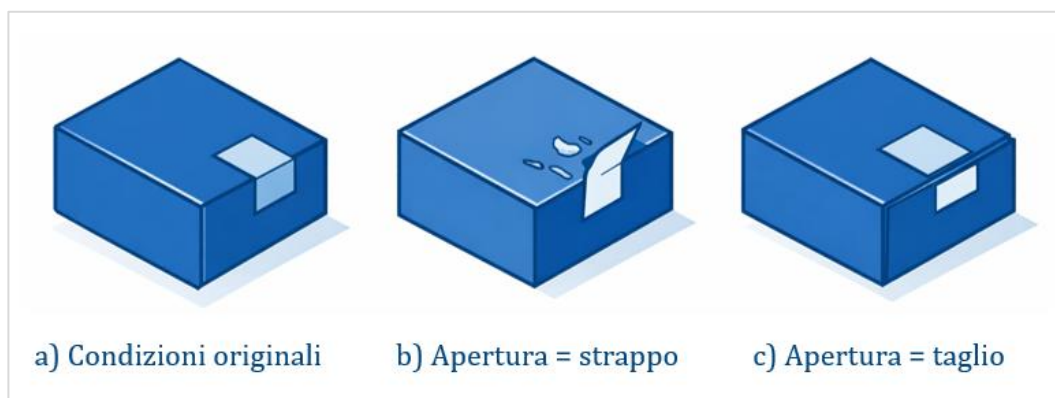 a) Condizioni originali
b) Apertura = strappo
c) Apertura = taglio